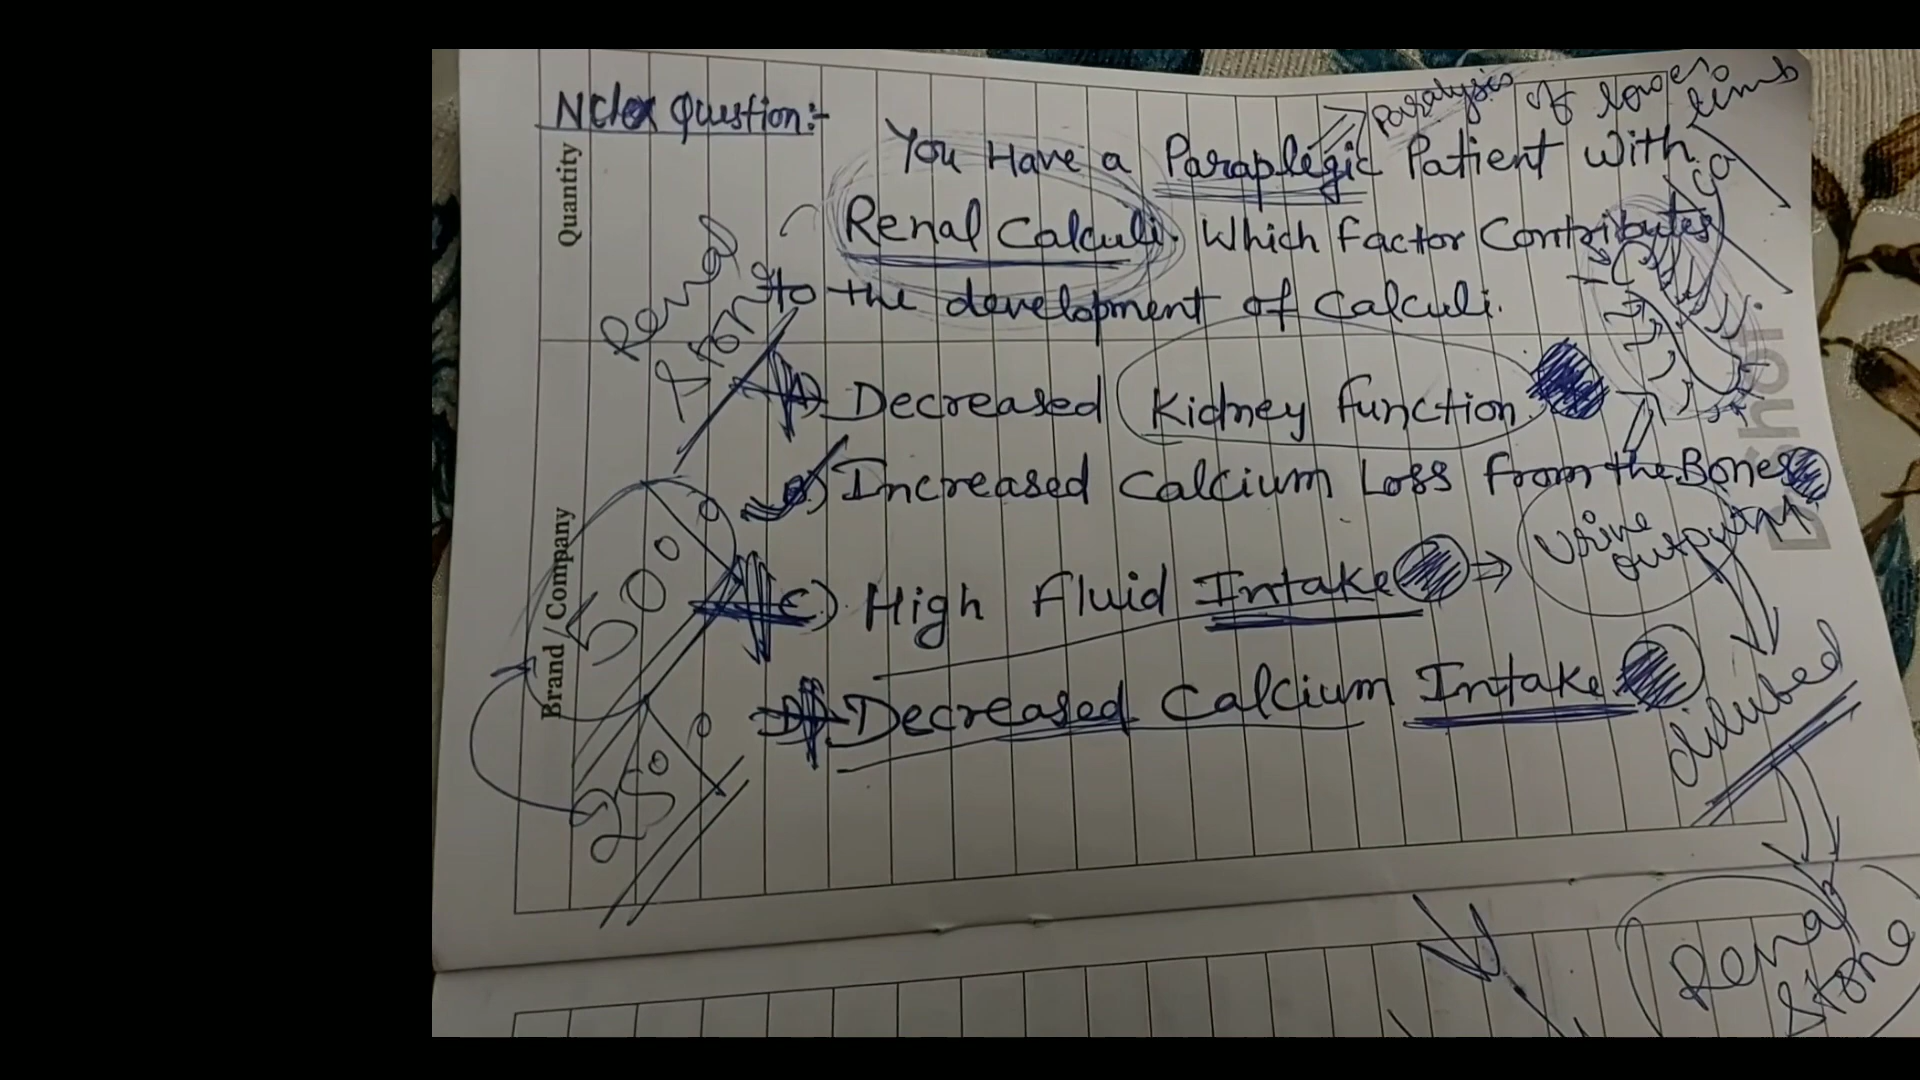 Nclex Question:-
Paralysis of lower limb
You Have a Paraplegic Patient With
Renal Calculi. Which factor Contributes
to the development of Calculi.
A) Decreased Kidney function.
B) Increased Calcium Loss from the Bones
C) High Fluid Intake
D) Decreased Calcium Intake.
Quantity
Brand / Company
Renal
Ca
Urine
output
500
250
diluted
Renal
Stone